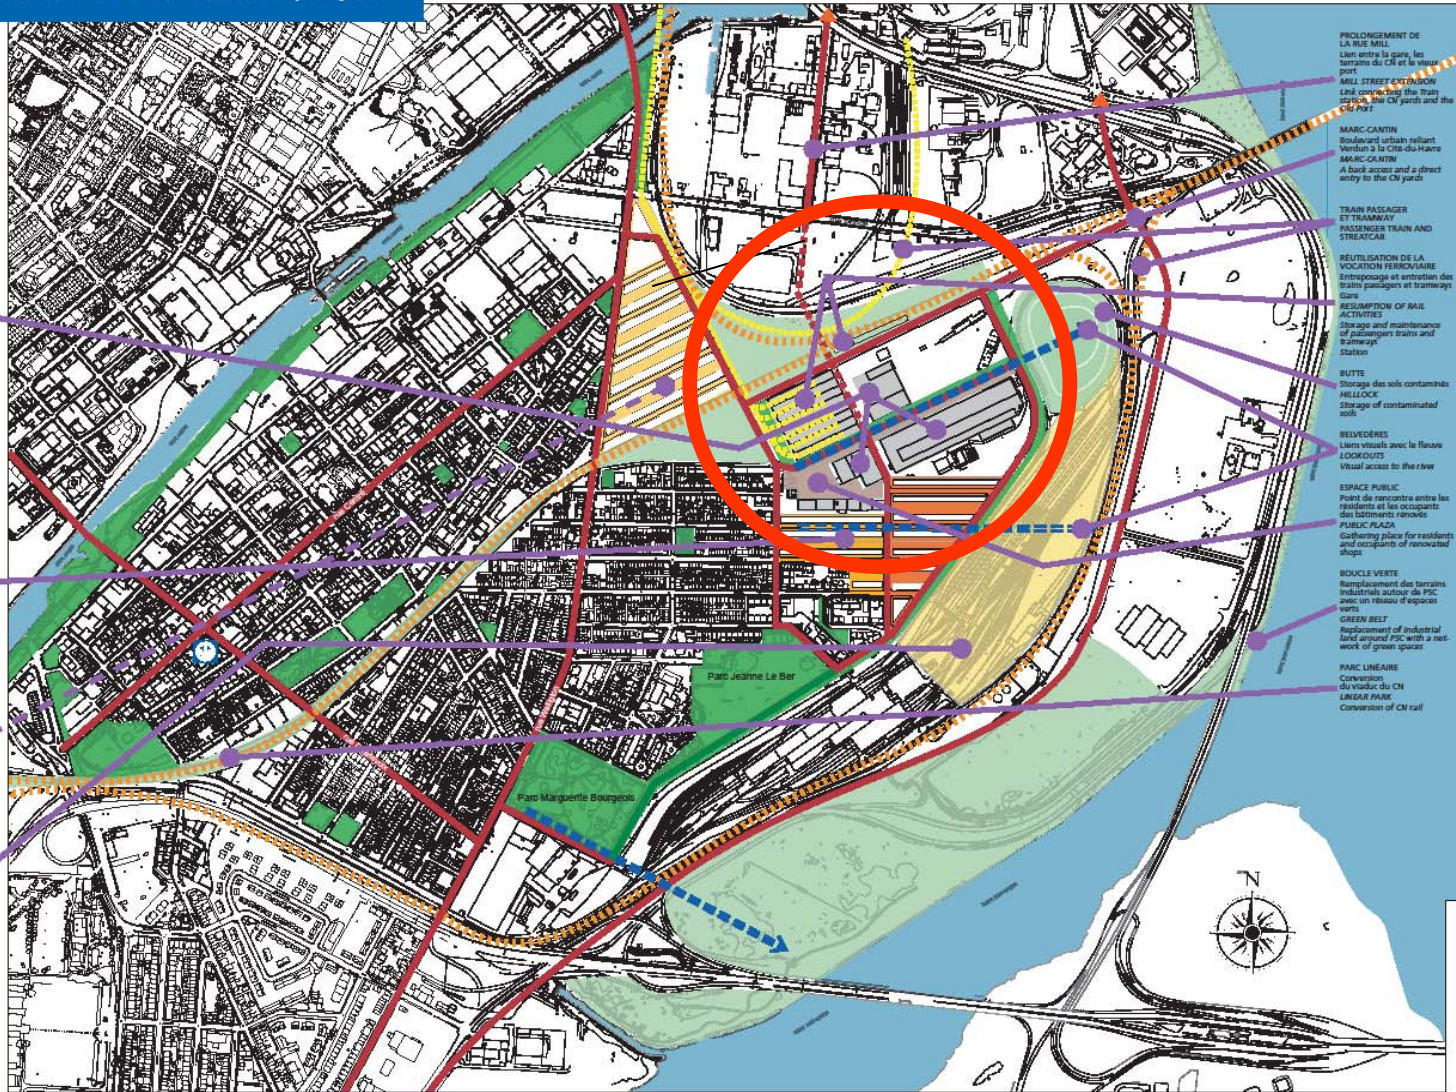 PROLONGEMENT DE
LA RUE MILL
Lien entre la gare, les
terrains du CN et le vieux
port
MILL STREET EXTENSION
Link connecting the Train
station, the CN yards and the
Old Port
MARC-CANTIN
Boulevard urbain reliant
Verdun à la Cité-du-Havre
MARC-CANTIN
A back access and a direct
entry to the CN yards
TRAIN PASSAGER
ET TRAMWAY
PASSENGER TRAIN AND
STREATCAR
RÉUTILISATION DE LA
VOCATION FERROVIAIRE
Entreposage et entretien des
trains passagers et tramways
Gare
RESUMPTION OF RAIL
ACTIVITIES
Storage and maintenance
of passengers trains and
tramways
Station
BUTTE
Storage des sols contaminés
HILLLOCK
Storage of contaminated
soils
BELVEDÈRES
Liens visuels avec le fleuve
LOOKOUTS
Visual access to the river
ESPACE PUBLIC
Point de rencontre entre les
résidents et les occupants
des bâtiments rénovés
PUBLIC PLAZA
Gathering place for residents
and occupants of renovated
shops
BOUCLE VERTE
Remplacement des terrains
industriels autour de PSC
avec un réseau d'espaces
verts
GREEN BELT
Replacement of industrial
land around PSC with a net-
work of green spaces
PARC LINÉAIRE
Conversion
du viaduc du CN
LINEAR PARK
Conversion of CN rail
Parc Jeanne Le Ber
Parc Marguerite Bourgeois
N